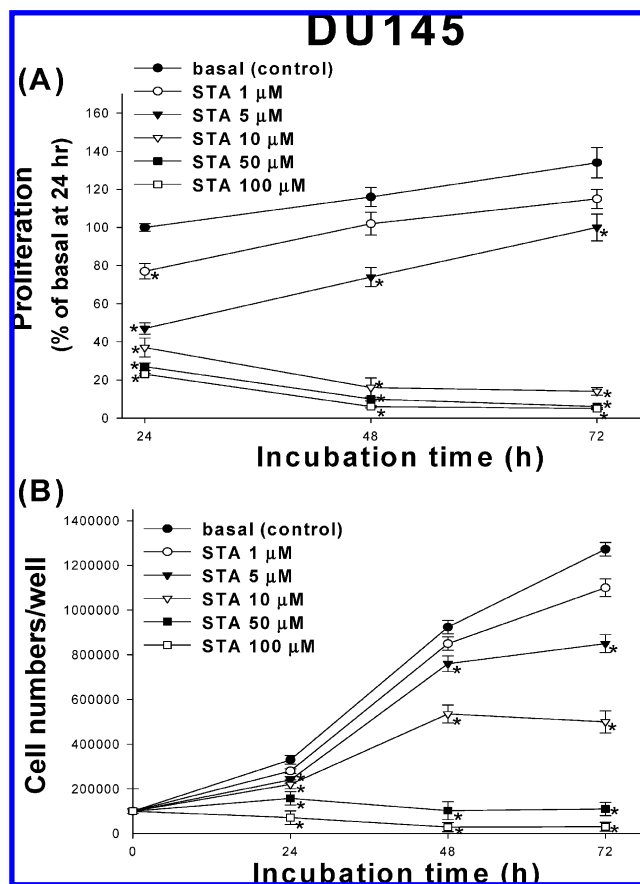 DU145
(A)
basal (control)
STA 1 μM
STA 5 μM
STA 10 μM
STA 50 μM
STA 100 μM
Proliferation
(% of basal at 24 hr)
160
140
120
100
80
60
40
20
0
* * * * * * * * * * * * * *
24 48 72
Incubation time (h)
(B)
basal (control)
STA 1 μM
STA 5 μM
STA 10 μM
STA 50 μM
STA 100 μM
Cell numbers/well
1400000
1200000
1000000
800000
600000
400000
200000
0
* * * * * * * * * * * *
0 24 48 72
Incubation time (h)